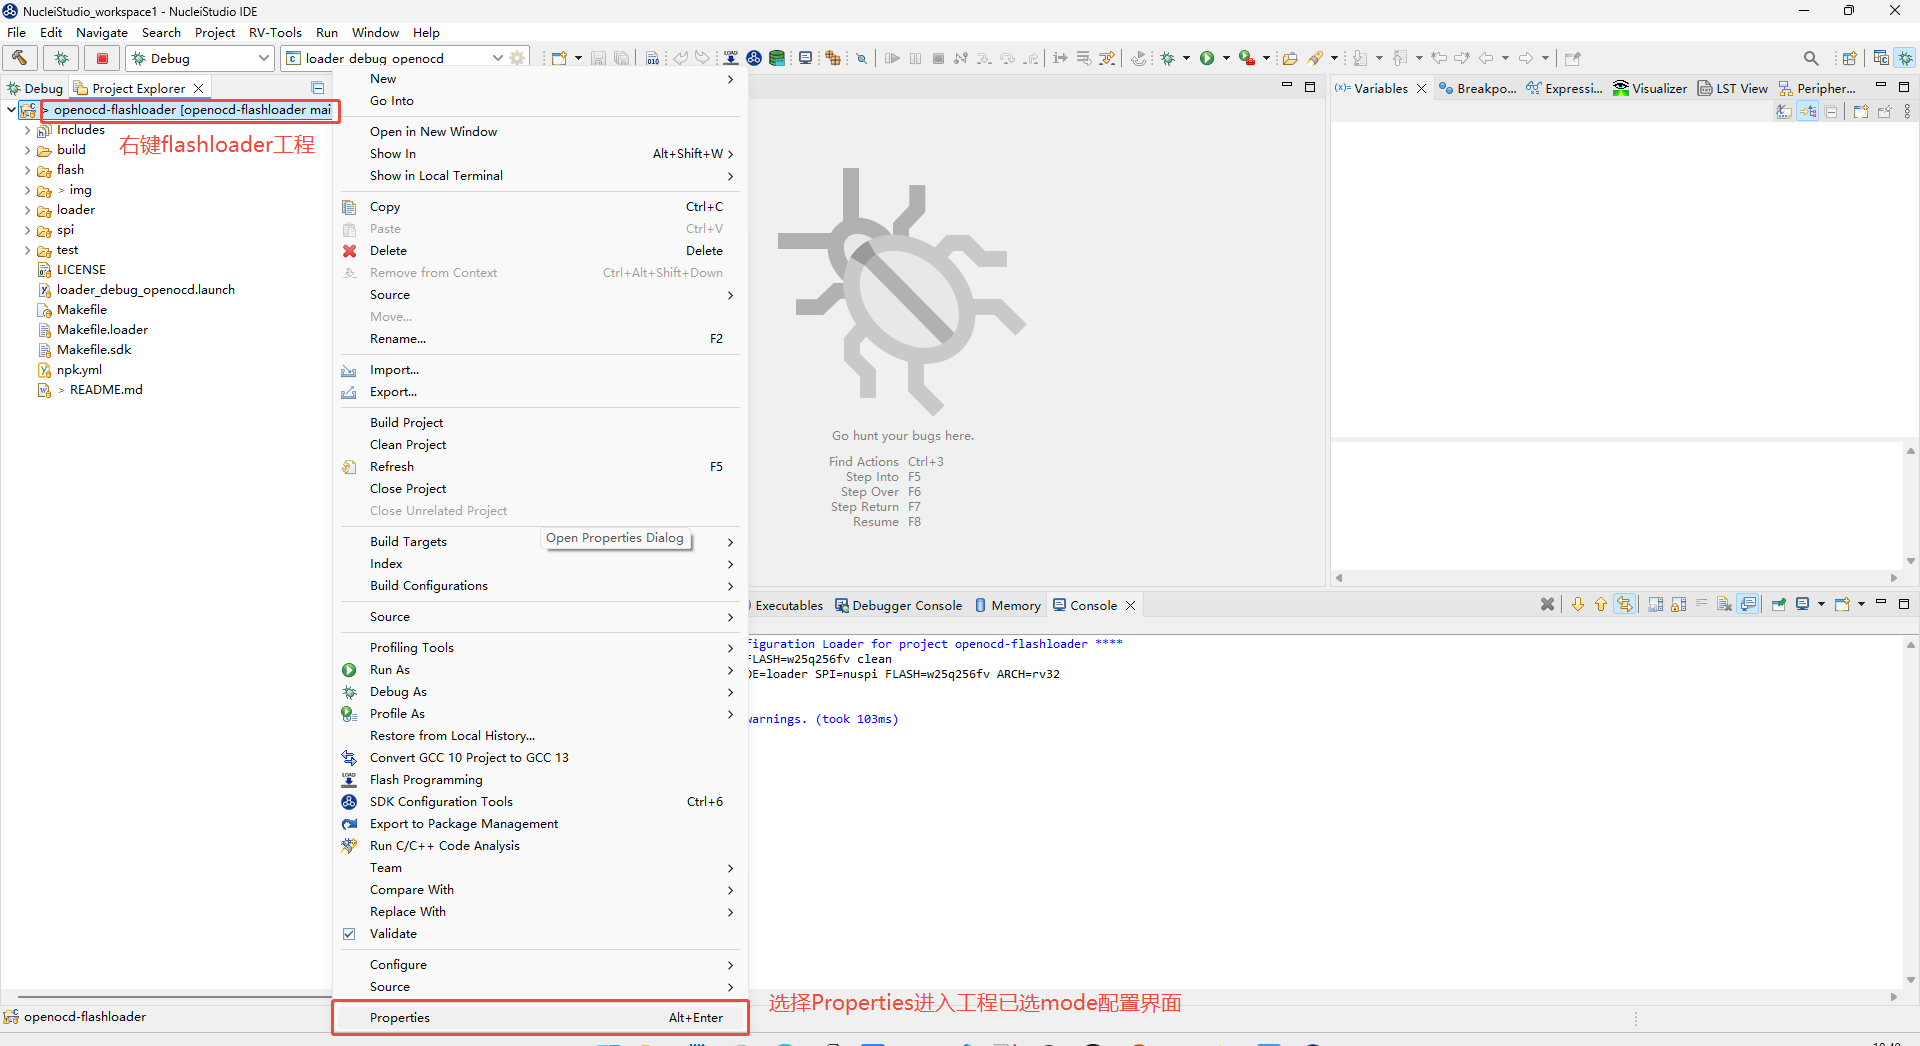 NucleiStudio_workspace1 - NucleiStudio IDE
File Edit Navigate Search Project RV-Tools Run Window Help
Debug
loader debug openocd
Debug
Project Explorer
> openocd-flashloader [openocd-flashloader mai
Includes
右键flashloader工程
build
flash
> img
loader
spi
test
LICENSE
loader_debug_openocd.launch
Makefile
Makefile.loader
Makefile.sdk
npk.yml
> README.md
New
Go Into
Open in New Window
Show In Alt+Shift+W >
Show in Local Terminal
Copy Ctrl+C
Paste Ctrl+V
Delete Delete
Remove from Context Ctrl+Alt+Shift+Down
Source
Move...
Rename... F2
Import...
Export...
Build Project
Clean Project
Refresh F5
Close Project
Close Unrelated Project
Build Targets
Open Properties Dialog
Index
Build Configurations
Source
Profiling Tools
Run As
Debug As
Profile As
Restore from Local History...
Convert GCC 10 Project to GCC 13
Flash Programming
SDK Configuration Tools Ctrl+6
Export to Package Management
Run C/C++ Code Analysis
Team
Compare With
Replace With
Validate
Configure
Source
Properties Alt+Enter
选择Properties进入工程已选mode配置界面
Go hunt your bugs here.
Find Actions Ctrl+3
Step Into F5
Step Over F6
Step Return F7
Resume F8
(x)= Variables
Breakpo...
Expressi...
Visualizer
LST View
Peripher...
Executables
Debugger Console
Memory
Console
figuration Loader for project openocd-flashloader ****
FLASH=w25q256fv clean
DE=loader SPI=nuspi FLASH=w25q256fv ARCH=rv32
warnings. (took 103ms)
openocd-flashloader